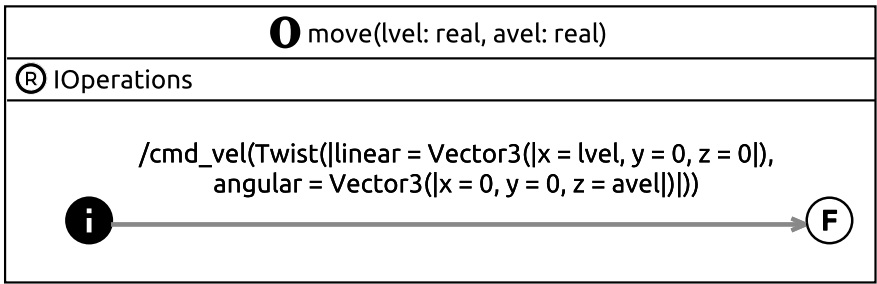 O move(lvel: real, avel: real)
R IOperations
/cmd_vel(Twist(|linear = Vector3(|x = lvel, y = 0, z = 0|),
angular = Vector3(|x = 0, y = 0, z = avel|)|))
i F